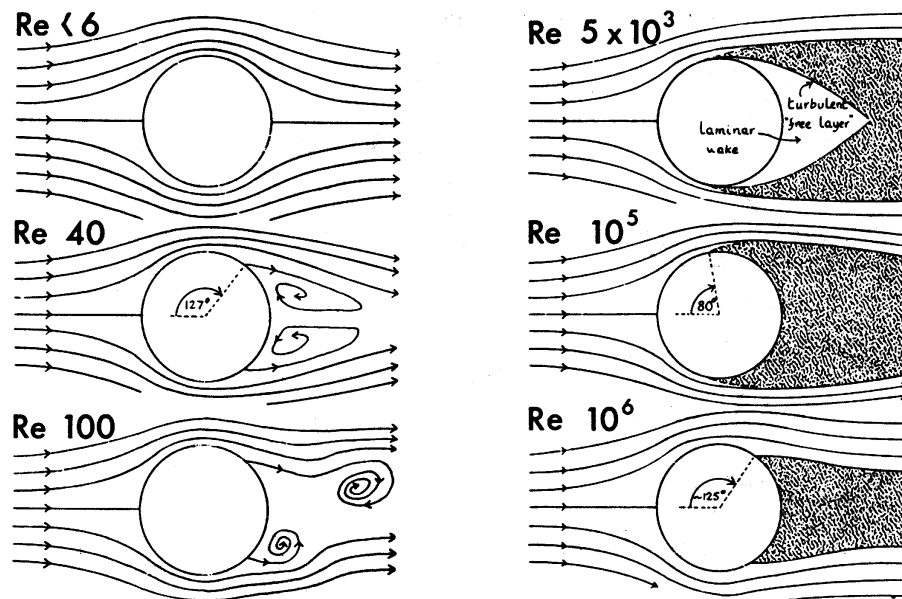 Re < 6
Re 40
127°
Re 100
Re 5 x 10³
turbulent
"free layer"
laminar
wake
Re 10⁵
80°
Re 10⁶
~125°